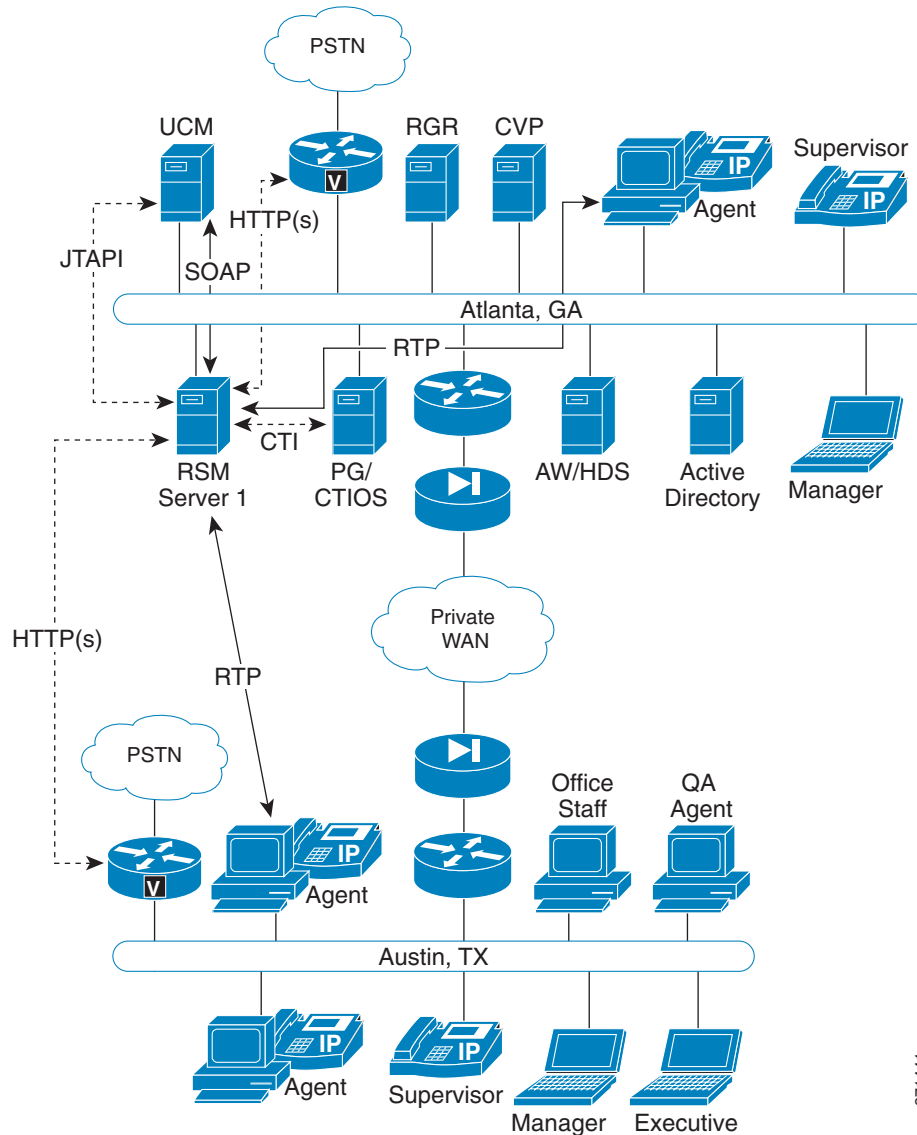 PSTN
UCM
RGR
CVP
Supervisor
IP
Agent
IP
V
HTTP(s)
JTAPI
SOAP
Atlanta, GA
RTP
CTI
RSM
Server 1
PG/
CTIOS
AW/HDS
Active
Directory
Manager
Private
WAN
HTTP(s)
RTP
PSTN
Office
Staff
QA
Agent
IP
V
Agent
Austin, TX
IP
Agent
IP
Supervisor
Manager
Executive